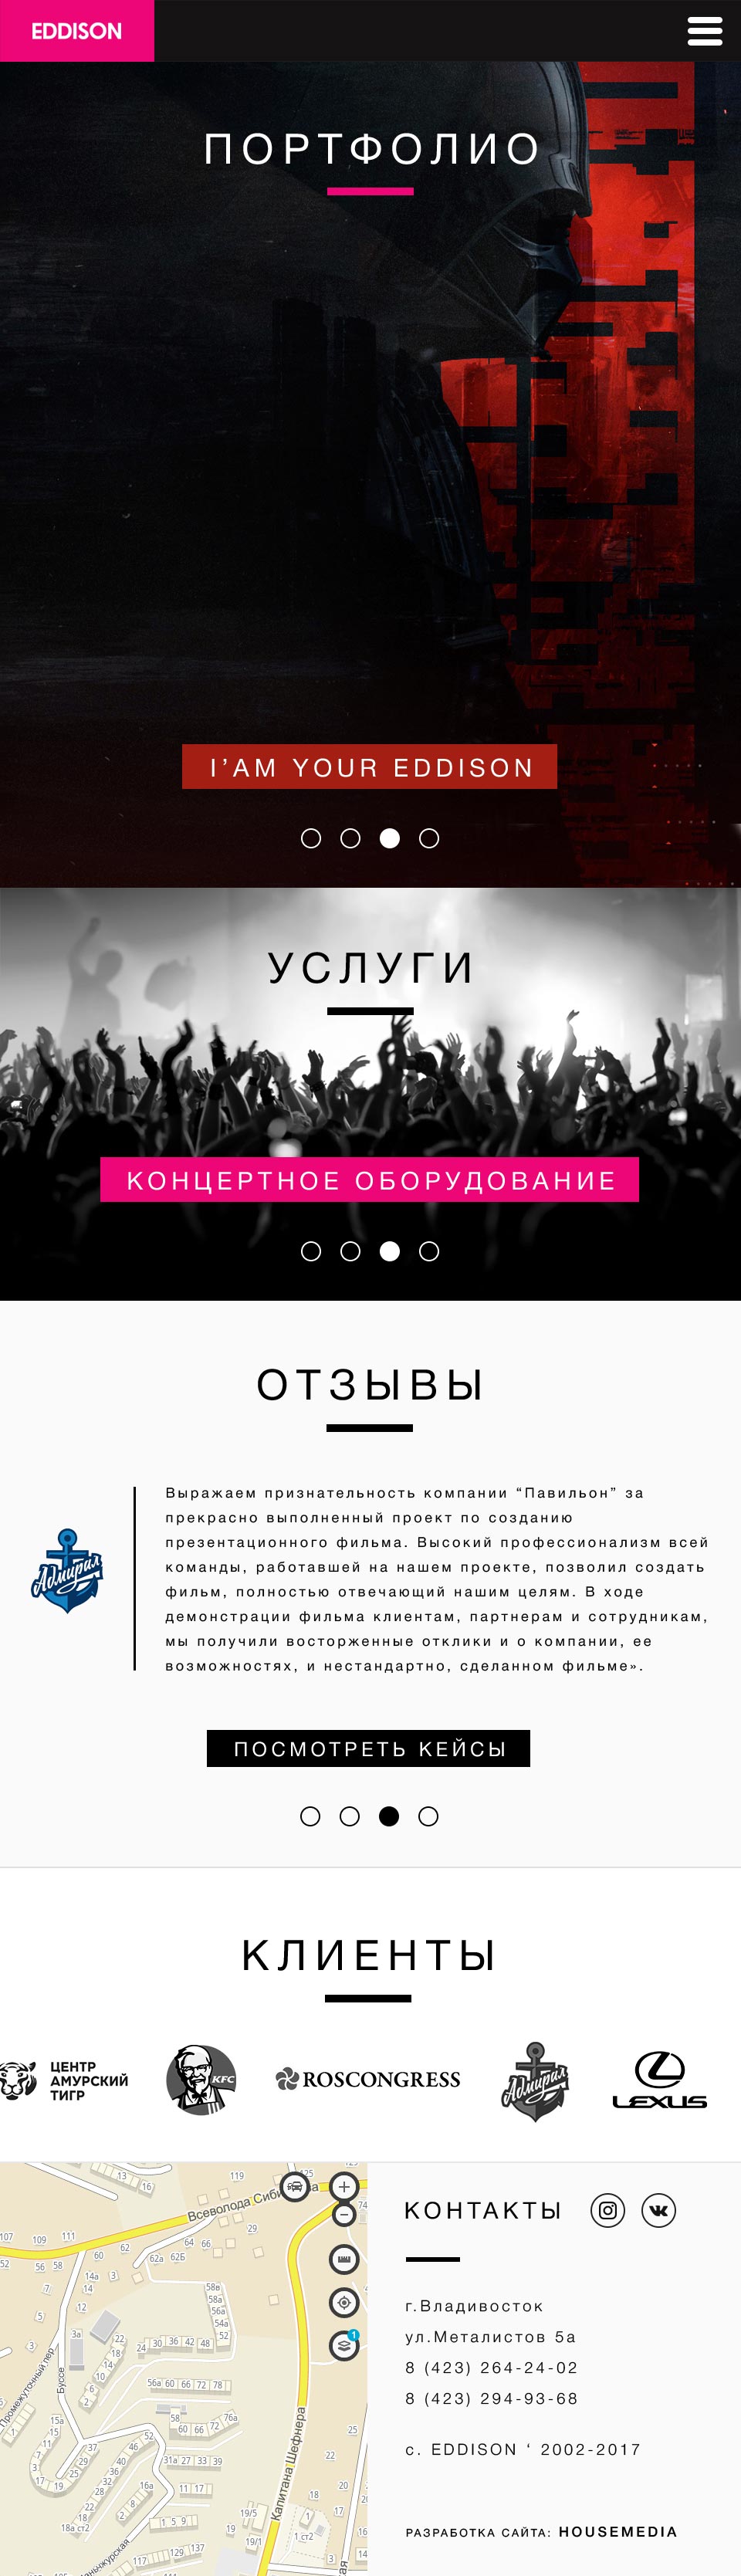 EDDISON
ПОРТФОЛИО
I’AM YOUR EDDISON
УСЛУГИ
КОНЦЕРТНОЕ ОБОРУДОВАНИЕ
ОТЗЫВЫ
Выражаем признательность компании “Павильон” за
прекрасно выполненный проект по созданию
презентационного фильма. Высокий профессионализм всей
команды, работавшей на нашем проекте, позволил создать
фильм, полностью отвечающий нашим целям. В ходе
демонстрации фильма клиентам, партнерам и сотрудникам,
мы получили восторженные отклики и о компании, ее
возможностях, и нестандартно, сделанном фильме».
Адмирал
ПОСМОТРЕТЬ КЕЙСЫ
КЛИЕНТЫ
ЦЕНТР
АМУРСКИЙ
ТИГР
KFC
ROSCONGRESS
Адмирал
LEXUS
Всеволода
Капитана Шефнера
Буссе
Промежуточный пер
КОНТАКТЫ
г.Владивосток
ул.Металистов 5а
8 (423) 264-24-02
8 (423) 294-93-68
с. EDDISON ‘ 2002-2017
РАЗРАБОТКА САЙТА: HOUSEMEDIA